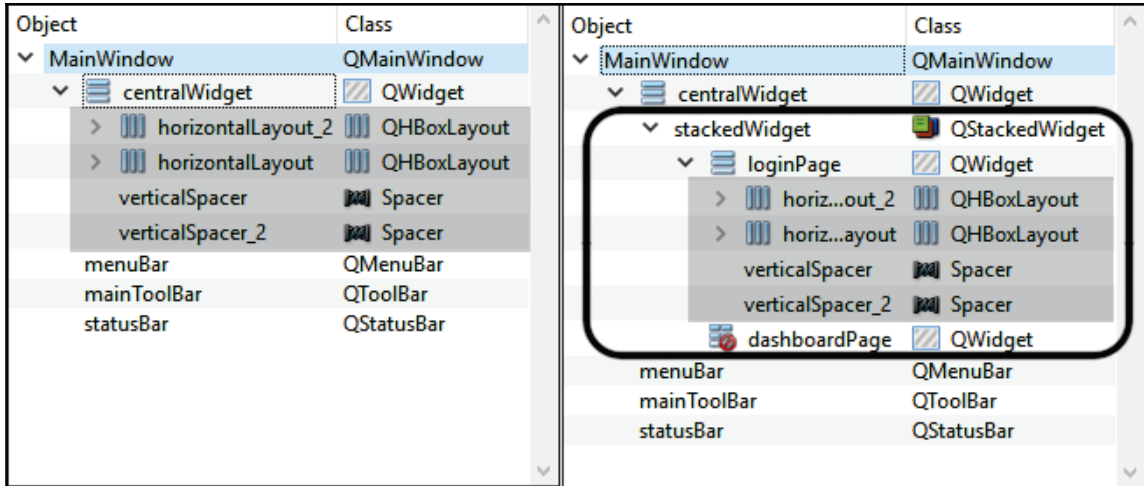 Object Class
MainWindow QMainWindow
centralWidget QWidget
horizontalLayout_2 QHBoxLayout
horizontalLayout QHBoxLayout
verticalSpacer Spacer
verticalSpacer_2 Spacer
menuBar QMenuBar
mainToolBar QToolBar
statusBar QStatusBar
Object Class
MainWindow QMainWindow
centralWidget QWidget
stackedWidget QStackedWidget
loginPage QWidget
horiz...out_2 QHBoxLayout
horiz...ayout QHBoxLayout
verticalSpacer Spacer
verticalSpacer_2 Spacer
dashboardPage QWidget
menuBar QMenuBar
mainToolBar QToolBar
statusBar QStatusBar